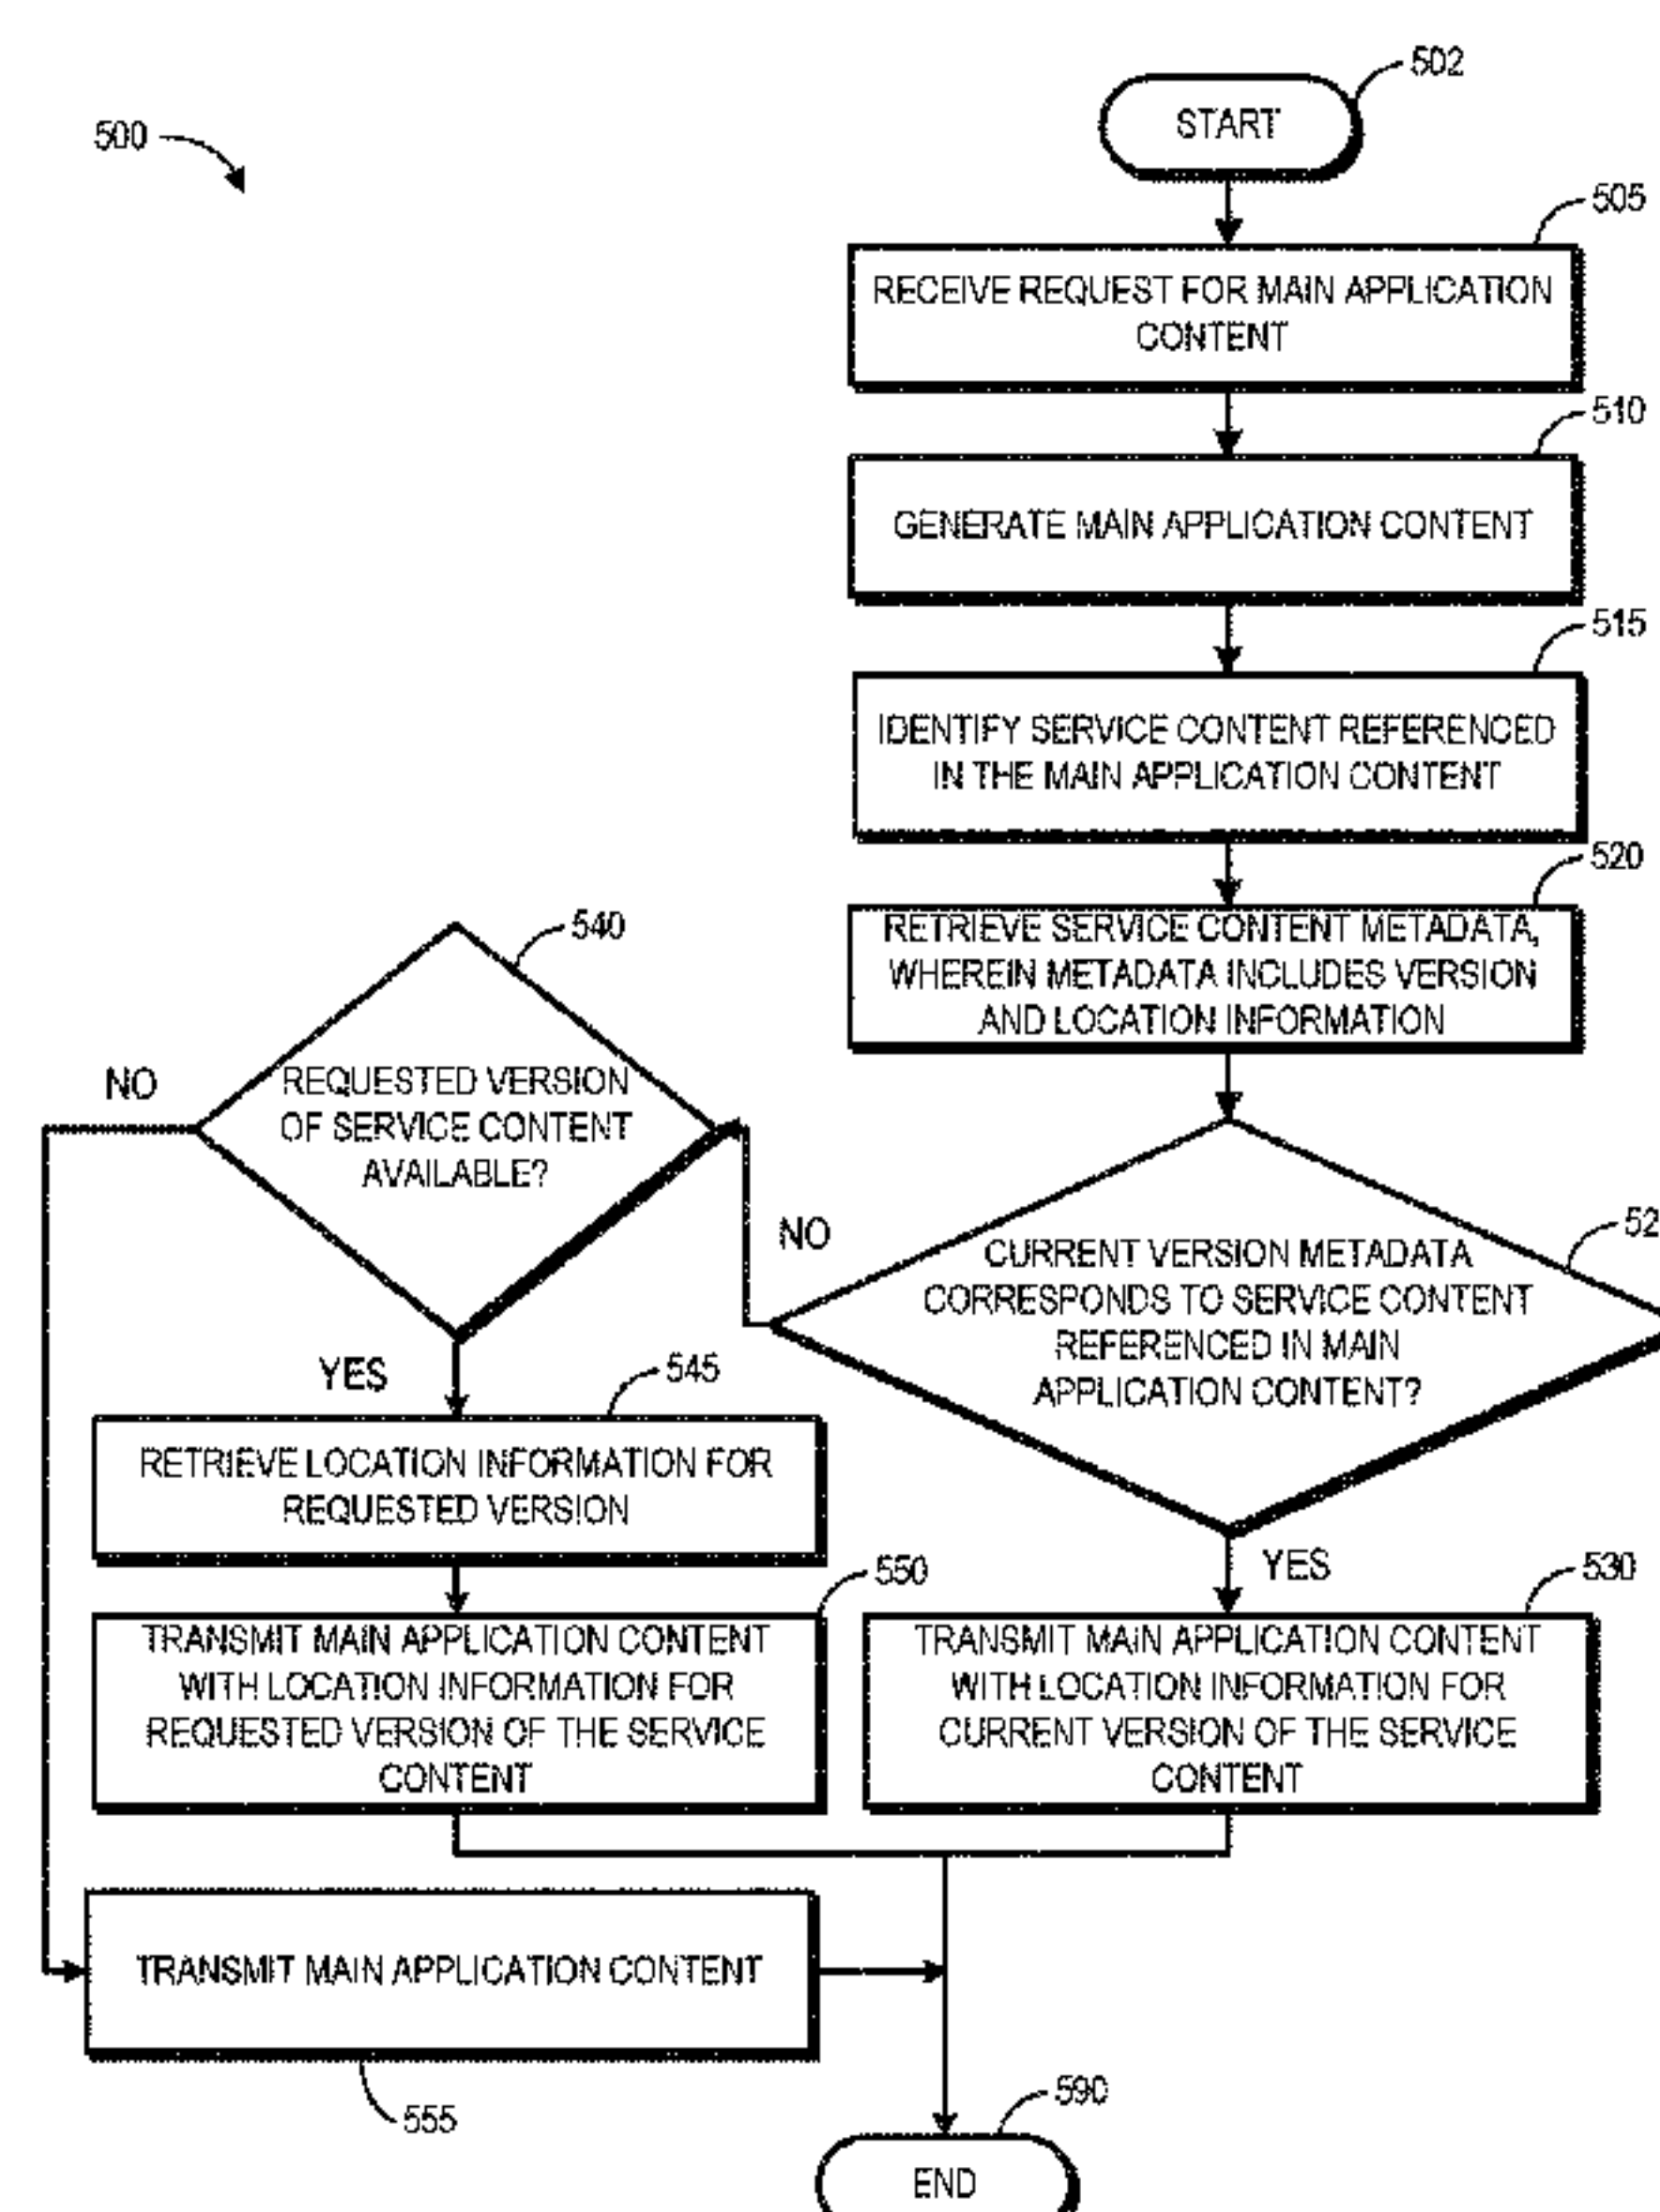 500
START
502
RECEIVE REQUEST FOR MAIN APPLICATION
CONTENT
505
GENERATE MAIN APPLICATION CONTENT
510
IDENTIFY SERVICE CONTENT REFERENCED
IN THE MAIN APPLICATION CONTENT
515
RETRIEVE SERVICE CONTENT METADATA,
WHEREIN METADATA INCLUDES VERSION
AND LOCATION INFORMATION
520
CURRENT VERSION METADATA
CORRESPONDS TO SERVICE CONTENT
REFERENCED IN MAIN
APPLICATION CONTENT?
NO
YES
REQUESTED VERSION
OF SERVICE CONTENT
AVAILABLE?
540
NO
YES
RETRIEVE LOCATION INFORMATION FOR
REQUESTED VERSION
545
TRANSMIT MAIN APPLICATION CONTENT
WITH LOCATION INFORMATION FOR
REQUESTED VERSION OF THE SERVICE
CONTENT
550
TRANSMIT MAIN APPLICATION CONTENT
WITH LOCATION INFORMATION FOR
CURRENT VERSION OF THE SERVICE
CONTENT
530
TRANSMIT MAIN APPLICATION CONTENT
555
END
590